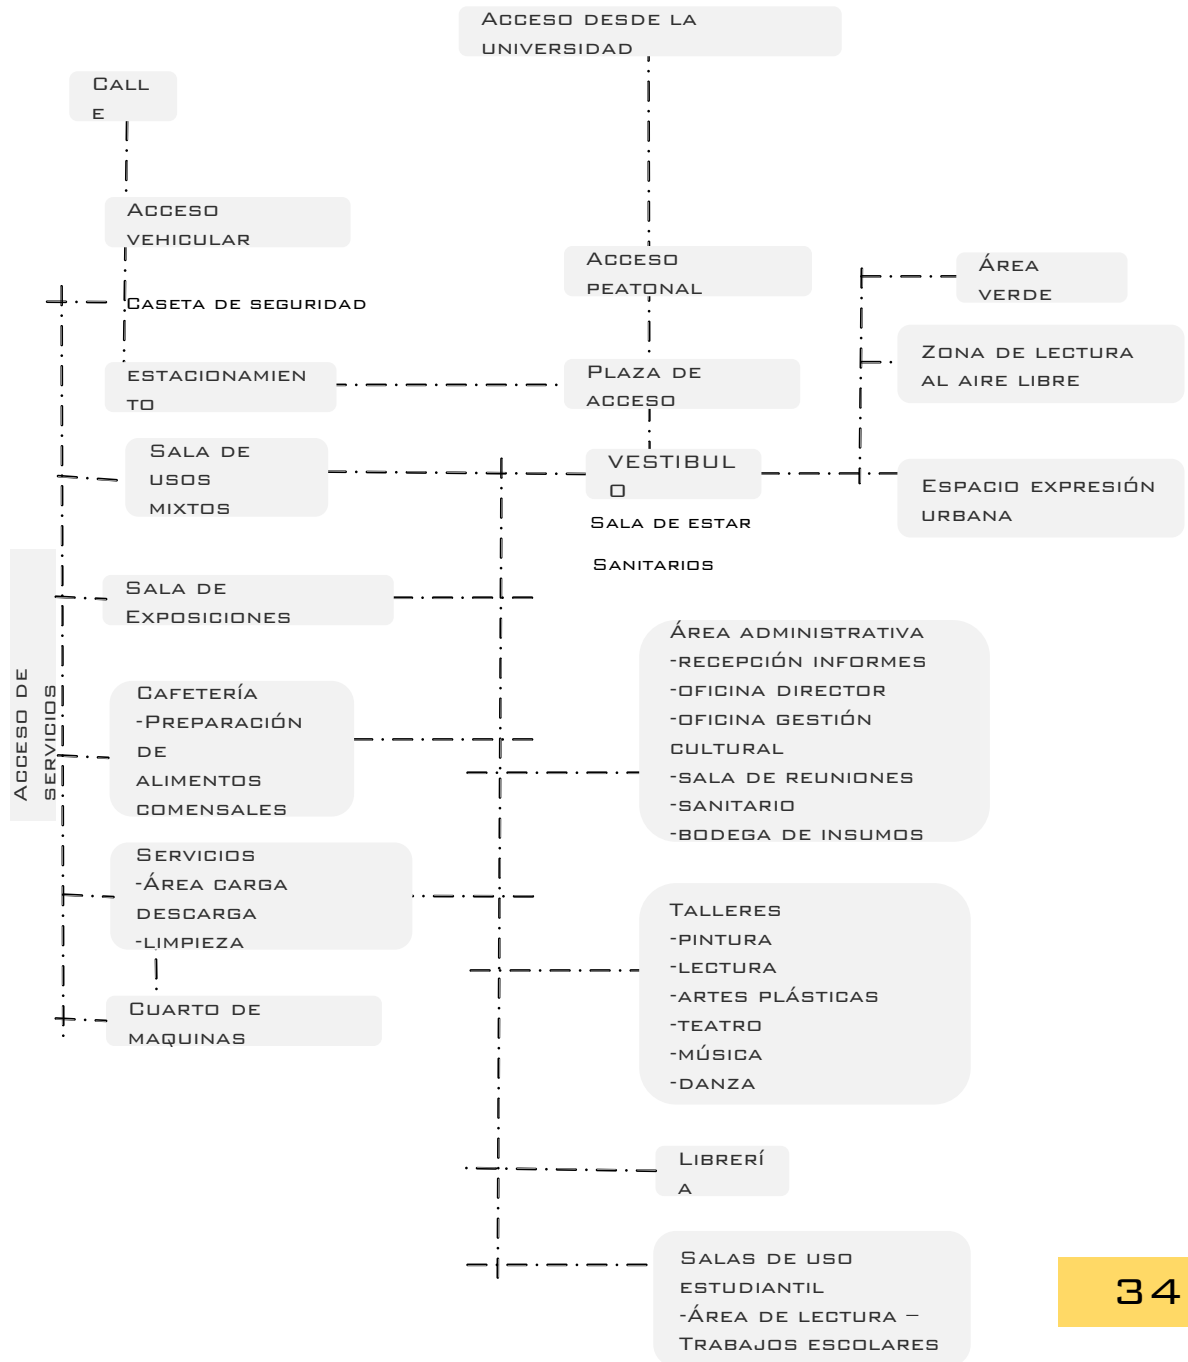 Acceso desde la
universidad
Call
e
Acceso
vehicular
Caseta de seguridad
estacionamien
to
Acceso
peatonal
Plaza de
acceso
VESTIBUL
O
Sala de estar
Sanitarios
Área
verde
Zona de lectura
al aire libre
Espacio expresión
urbana
Sala de
usos
mixtos
Sala de
Exposiciones
Cafetería
-Preparación
de
alimentos
comensales
Servicios
-Área carga
descarga
-limpieza
Cuarto de
maquinas
Acceso de
servicios
Área administrativa
-recepción informes
-oficina director
-oficina gestión
cultural
-sala de reuniones
-sanitario
-bodega de insumos
Talleres
-pintura
-lectura
-artes plásticas
-teatro
-música
-danza
Librerí
a
Salas de uso
estudiantil
-Área de lectura –
Trabajos escolares
34